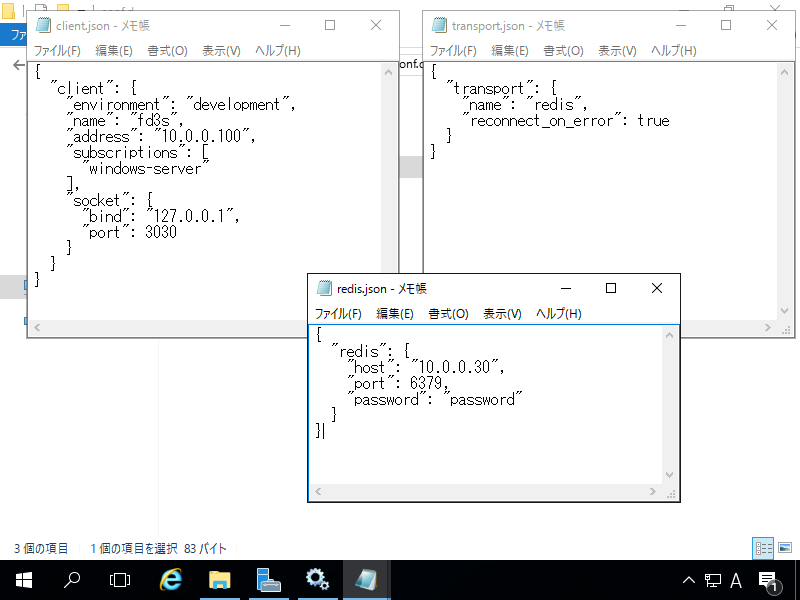 client.json - メモ帳
ファイル(F) 編集(E) 書式(O) 表示(V) ヘルプ(H)
{
  "client": {
    "environment": "development",
    "name": "fd3s",
    "address": "10.0.0.100",
    "subscriptions": [
      "windows-server"
    ],
    "socket": {
      "bind": "127.0.0.1",
      "port": 3030
    }
  }
}
transport.json - メモ帳
ファイル(F) 編集(E) 書式(O) 表示(V) ヘルプ(H)
{
  "transport": {
    "name": "redis",
    "reconnect_on_error": true
  }
}
redis.json - メモ帳
ファイル(F) 編集(E) 書式(O) 表示(V) ヘルプ(H)
{
  "redis": {
    "host": "10.0.0.30",
    "port": 6379,
    "password": "password"
  }
}
3 個の項目 1 個の項目を選択 83 バイト
A
1